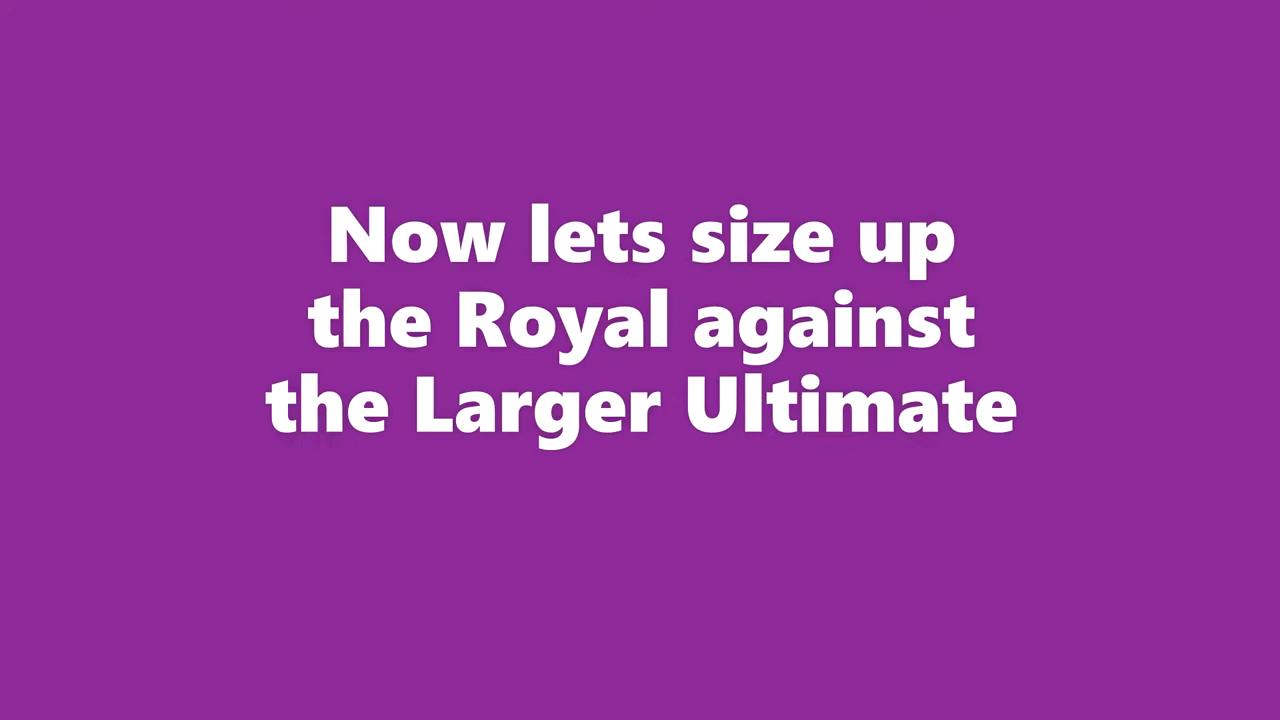 Now lets size up
the Royal against
the Larger Ultimate